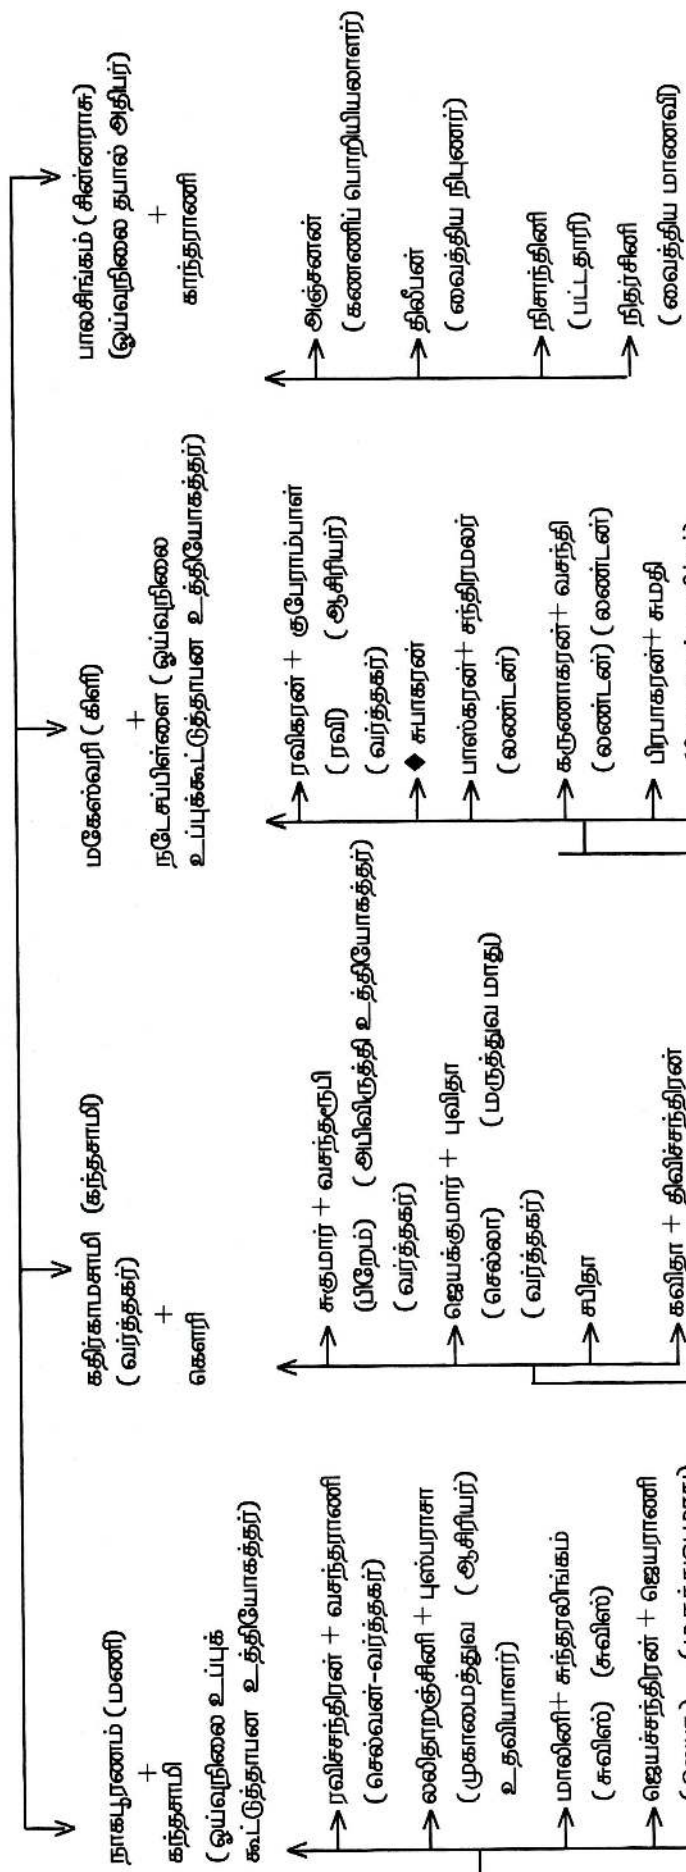 நாகபூரணம் (மணி)
+
கந்தசாமி
(ஓய்வுநிலை உப்புக்
கூட்டுத்தாபன உத்தியோகத்தர்)
ரவிச்சந்திரன் + வசந்தராணி
(செல்வன்-வர்த்தகர்)
லலிதாறஞ்சினி + புஸ்பராசா
(முகாமைத்துவ (ஆசிரியர்)
உதவியாளர்)
மாலினி+ சுந்தரலிங்கம்
(சுவிஸ்) (சுவிஸ்)
ஜெயச்சந்திரன் + ஜெயராணி
கதிர்காமசாமி (கந்தசாமி)
(வர்த்தகர்)
+
கௌரி
சுகுமார் + வசந்தரூபி
(பிறேம்) (அபிவிருத்தி உத்தியோகத்தர்)
(வர்த்தகர்)
ஜெயக்குமார் + புவிதா
(செல்லா) (மருத்துவ மாது)
(வர்த்தகர்)
சபிதா
கவிதா + திவிச்சந்திரன்
மகேஸ்வரி (கிளி)
+
நடேசப்பிள்ளை (ஓய்வுநிலை
உப்புக்கூட்டுத்தாபன உத்தியோகத்தர்)
ரவிகரன் + குபேராம்பாள்
(ரவி) (ஆசிரியர்)
(வர்த்தகர்)
◆ சுபாகரன்
பாஸ்கரன்+ சந்திரமலர்
(லண்டன்)
கருணாகரன்+ வசந்தி
(லண்டன்) (லண்டன்)
பிரபாகரன்+ சுமதி
பாலசிங்கம் (சின்னராசு)
(ஓய்வுநிலை தபால் அதிபர்)
+
காந்தராணி
அஞ்சனன்
(கணணிப் பொறியியலாளர்)
திலீபன்
(வைத்திய நிபுணர்)
நிசாந்தினி
(பட்டதாரி)
நிதர்சினி
(வைத்திய மாணவி)